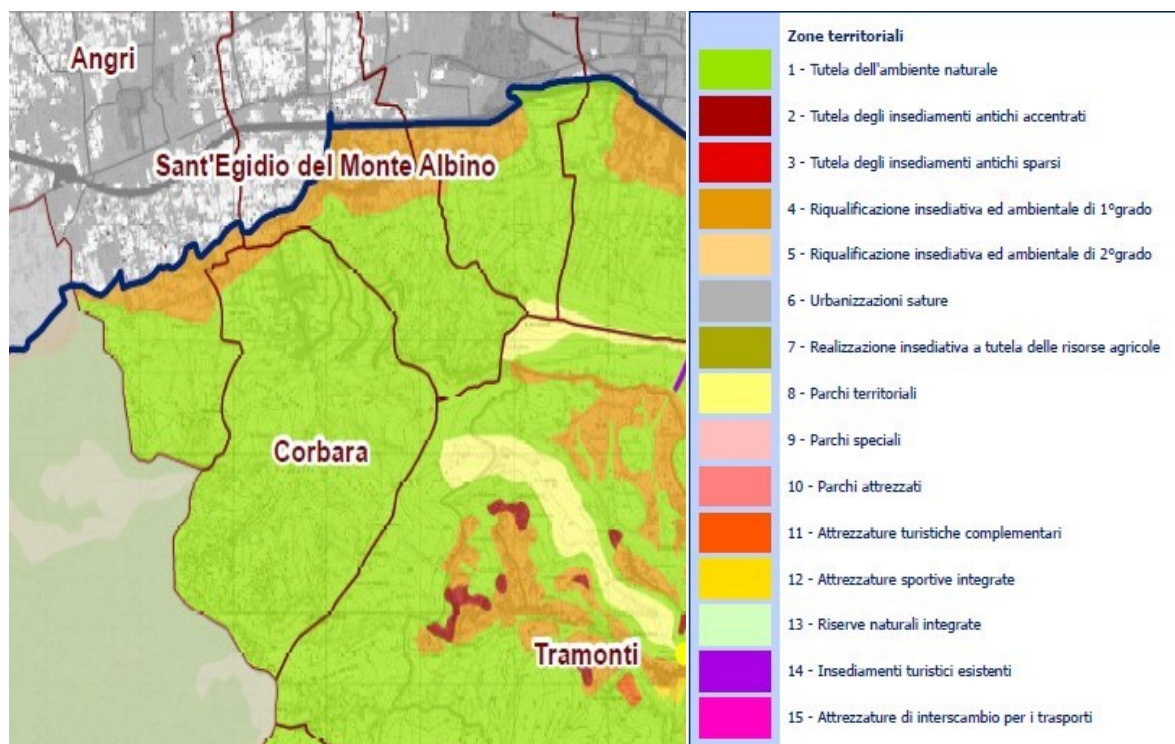 Angri
Sant'Egidio del Monte Albino
Corbara
Tramonti
Zone territoriali
1 - Tutela dell'ambiente naturale
2 - Tutela degli insediamenti antichi accentrati
3 - Tutela degli insediamenti antichi sparsi
4 - Riqualificazione insediativa ed ambientale di 1°grado
5 - Riqualificazione insediativa ed ambientale di 2°grado
6 - Urbanizzazioni sature
7 - Realizzazione insediativa a tutela delle risorse agricole
8 - Parchi territoriali
9 - Parchi speciali
10 - Parchi attrezzati
11 - Attrezzature turistiche complementari
12 - Attrezzature sportive integrate
13 - Riserve naturali integrate
14 - Insediamenti turistici esistenti
15 - Attrezzature di interscambio per i trasporti